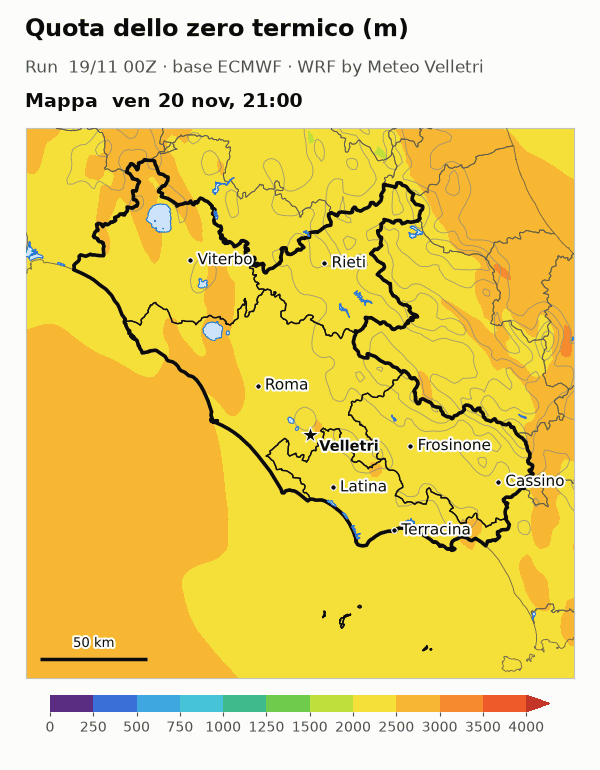 Quota dello zero termico (m)
Run 19/11 00Z · base ECMWF · WRF by Meteo Velletri
Mappa ven 20 nov, 21:00
Viterbo
Rieti
Roma
Velletri
Frosinone
Latina
Cassino
Terracina
50 km
0 250 500 750 1000 1250 1500 2000 2500 3000 3500 4000